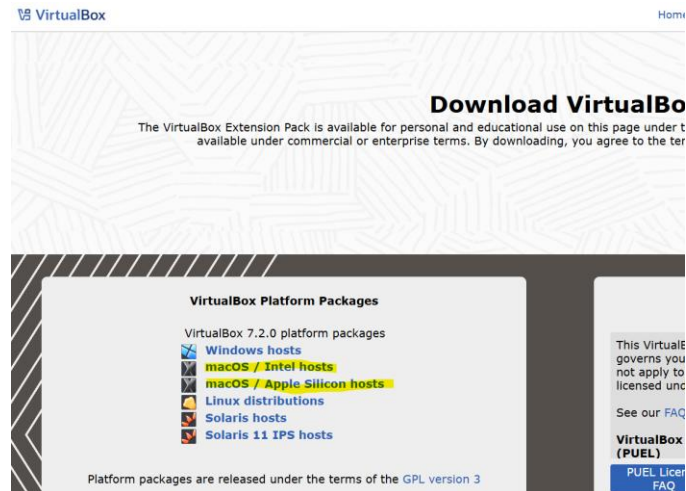 VirtualBox
Home
Download VirtualBo
The VirtualBox Extension Pack is available for personal and educational use on this page under t
available under commercial or enterprise terms. By downloading, you agree to the ter
VirtualBox Platform Packages
VirtualBox 7.2.0 platform packages
Windows hosts
macOS / Intel hosts
macOS / Apple Silicon hosts
Linux distributions
Solaris hosts
Solaris 11 IPS hosts
Platform packages are released under the terms of the GPL version 3
This VirtualB
governs you
not apply to
licensed und
See our FAQ
VirtualBox
(PUEL)
PUEL Licen
FAQ